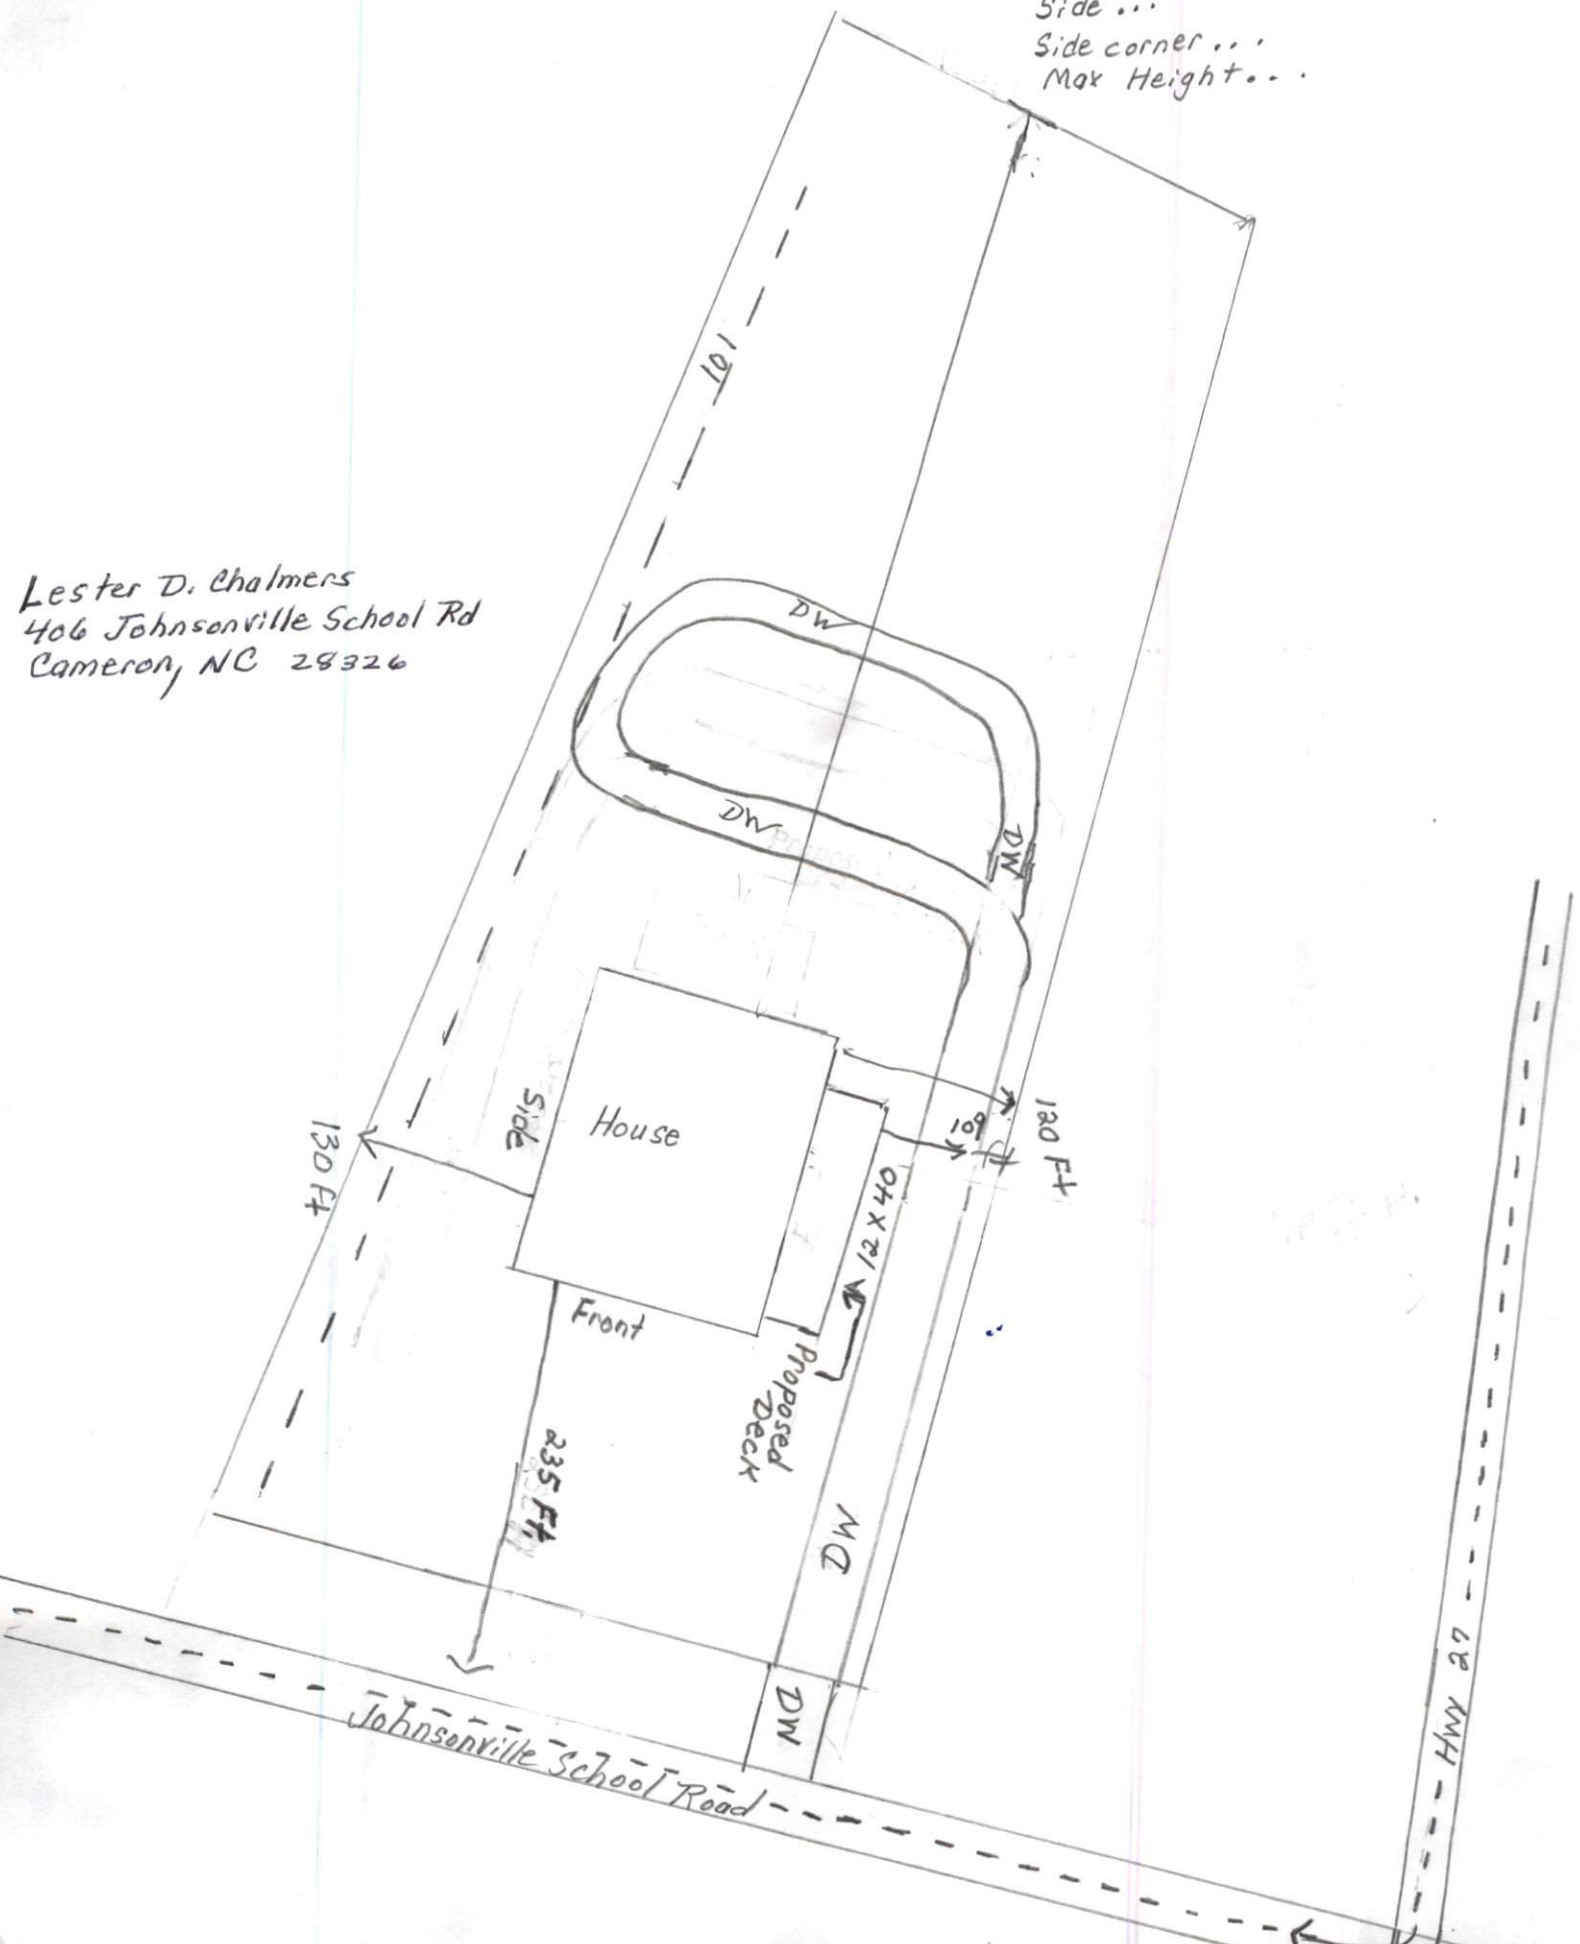 Side ...
Side corner ...
Max Height ...
101
Lester D. Chalmers
406 Johnsonville School Rd
Cameron, NC 28326
DW
DW
DW
Side
House
109
120 Ft
130 Ft
12 x 40
Front
Proposed
Deck
235 Ft.
DW
DW
Johnsonville School Road
HWY 27